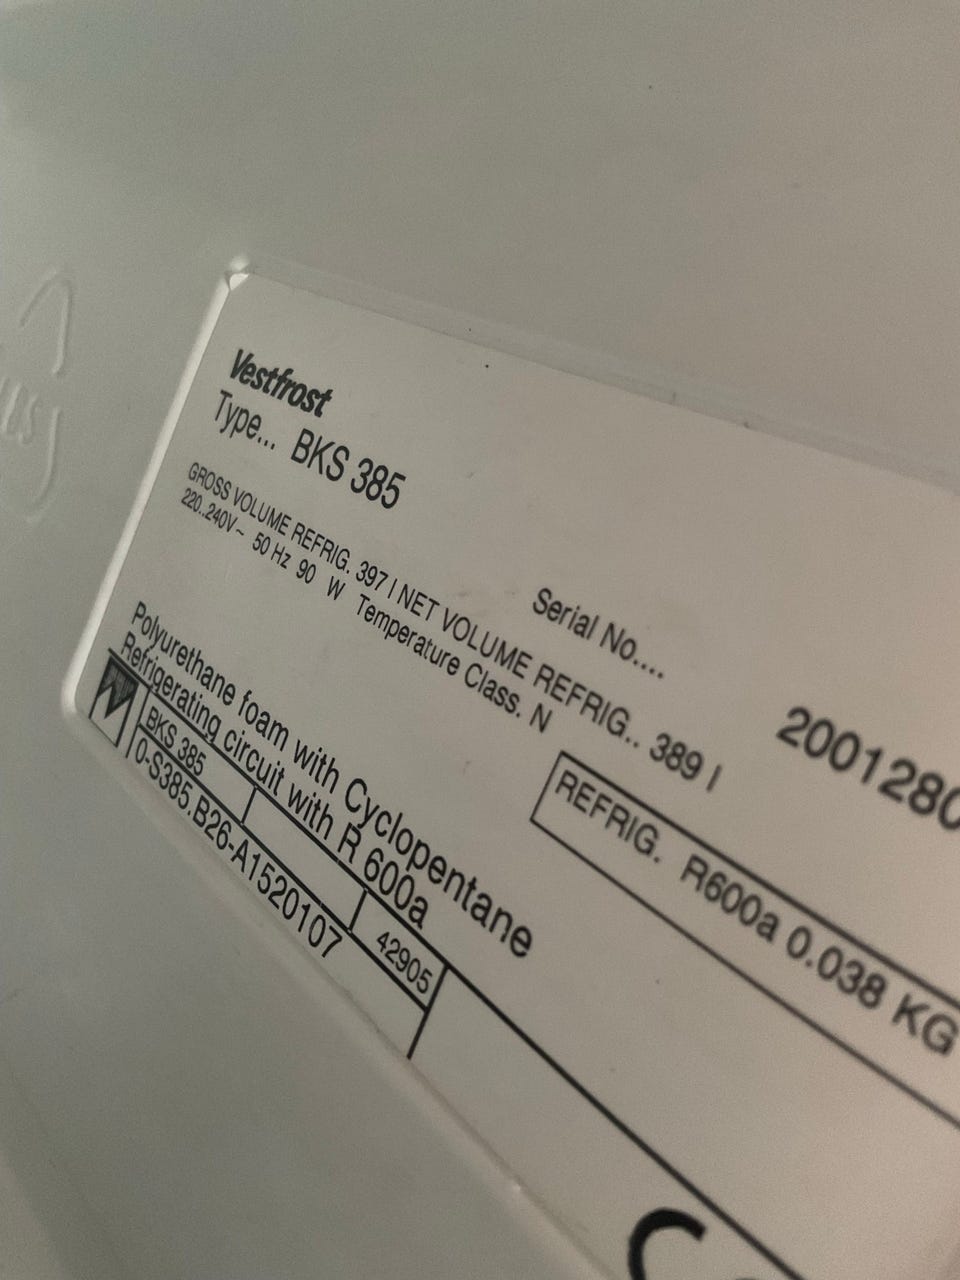 Vestfrost
Type... BKS 385
Serial No....
GROSS VOLUME REFRIG. 397 l NET VOLUME REFRIG.. 389 l
220..240V~ 50 Hz 90 W Temperature Class. N
REFRIG. R600a 0.038 KG
Polyurethane foam with Cyclopentane
Refrigerating circuit with R 600a
BKS 385
42905
0-S385.B26-A1520107